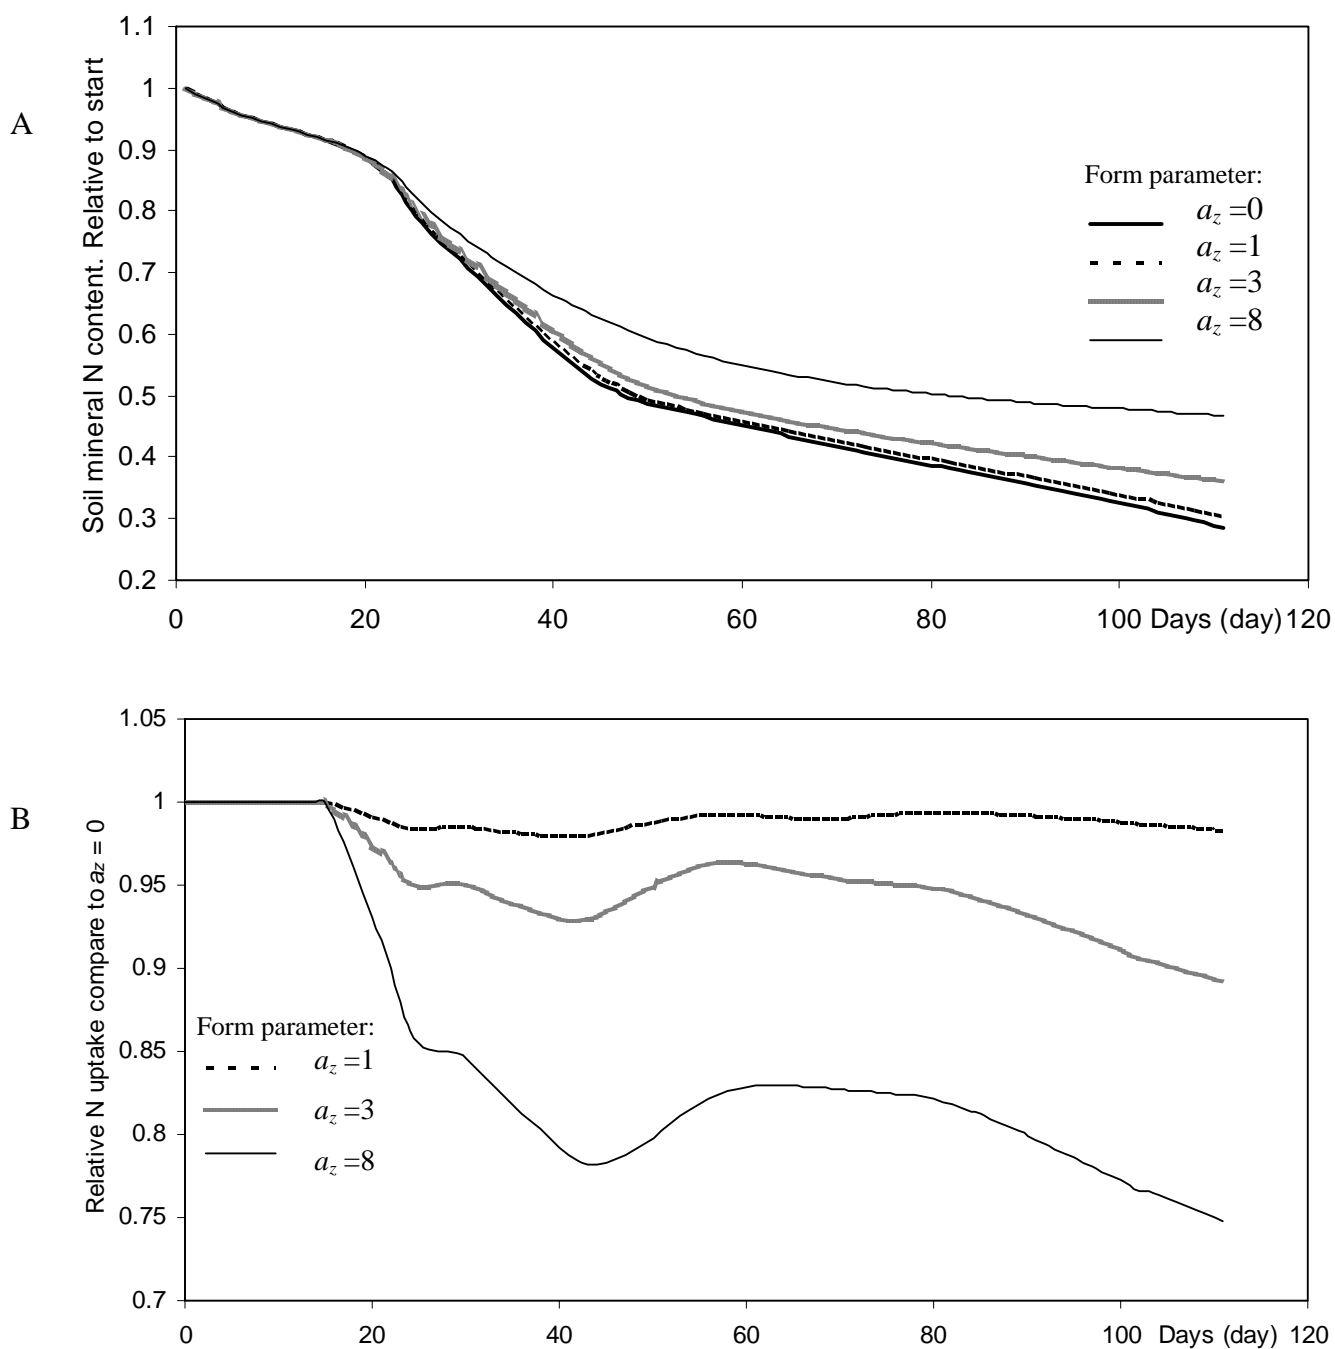 A
Soil mineral N content. Relative to start
1.1
1
0.9
0.8
0.7
0.6
0.5
0.4
0.3
0.2
Form parameter:
a_z =0
a_z =1
a_z =3
a_z =8
0 20 40 60 80 100 Days (day) 120
B
Relative N uptake compare to a_z = 0
1.05
1
0.95
0.9
0.85
0.8
0.75
0.7
Form parameter:
a_z =1
a_z =3
a_z =8
0 20 40 60 80 100 Days (day) 120